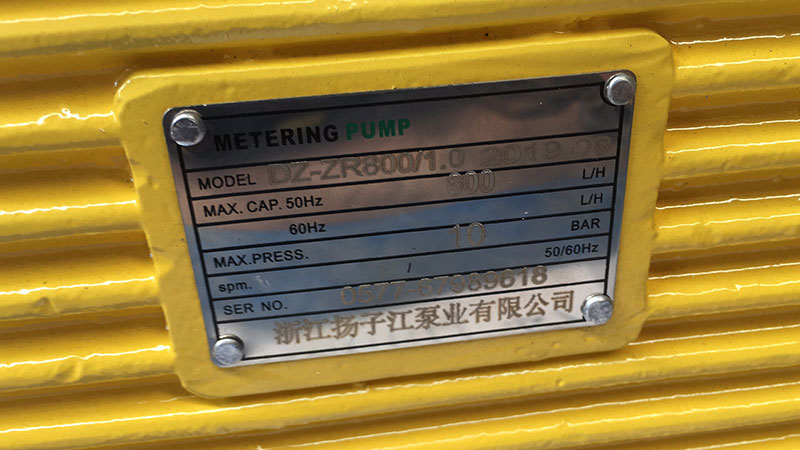 METERING PUMP
MODEL DZ-ZR800/1.0 2019.09
MAX. CAP. 50Hz 800 L/H
60Hz L/H
MAX.PRESS. 10 BAR
spm. / 50/60Hz
SER NO. 0577-67989618
浙江扬子江泵业有限公司